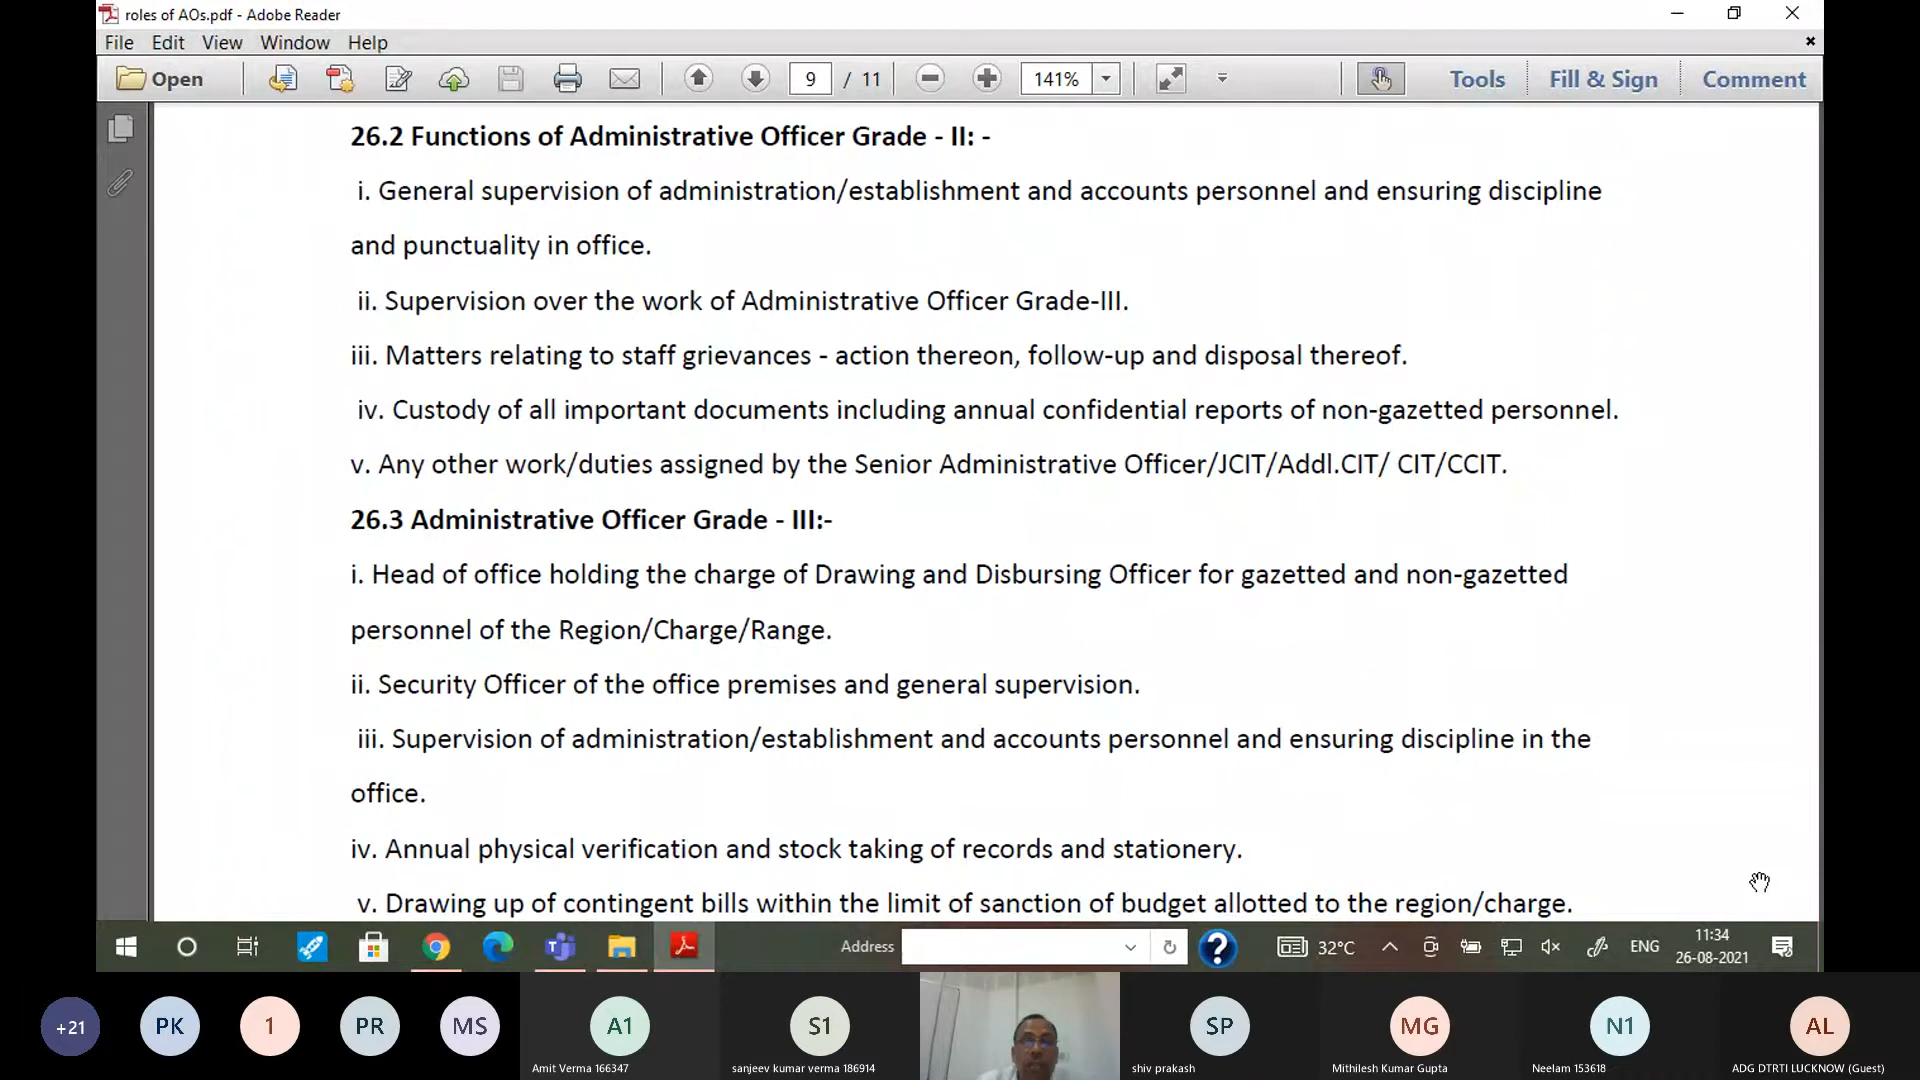 roles of AOs.pdf - Adobe Reader
File Edit View Window Help
Open 9 / 11 141% Tools Fill & Sign Comment
26.2 Functions of Administrative Officer Grade - II: -
i. General supervision of administration/establishment and accounts personnel and ensuring discipline
and punctuality in office.
ii. Supervision over the work of Administrative Officer Grade-III.
iii. Matters relating to staff grievances - action thereon, follow-up and disposal thereof.
iv. Custody of all important documents including annual confidential reports of non-gazetted personnel.
v. Any other work/duties assigned by the Senior Administrative Officer/JCIT/Addl.CIT/ CIT/CCIT.
26.3 Administrative Officer Grade - III:-
i. Head of office holding the charge of Drawing and Disbursing Officer for gazetted and non-gazetted
personnel of the Region/Charge/Range.
ii. Security Officer of the office premises and general supervision.
iii. Supervision of administration/establishment and accounts personnel and ensuring discipline in the
office.
iv. Annual physical verification and stock taking of records and stationery.
v. Drawing up of contingent bills within the limit of sanction of budget allotted to the region/charge.
Address 32°C ENG 11:34
26-08-2021
+21 PK 1 PR MS A1 S1 SP MG N1 AL
Amit Verma 166347 sanjeev kumar verma 186914 shiv prakash Mithilesh Kumar Gupta Neelam 153618 ADG DTRTI LUCKNOW (Guest)